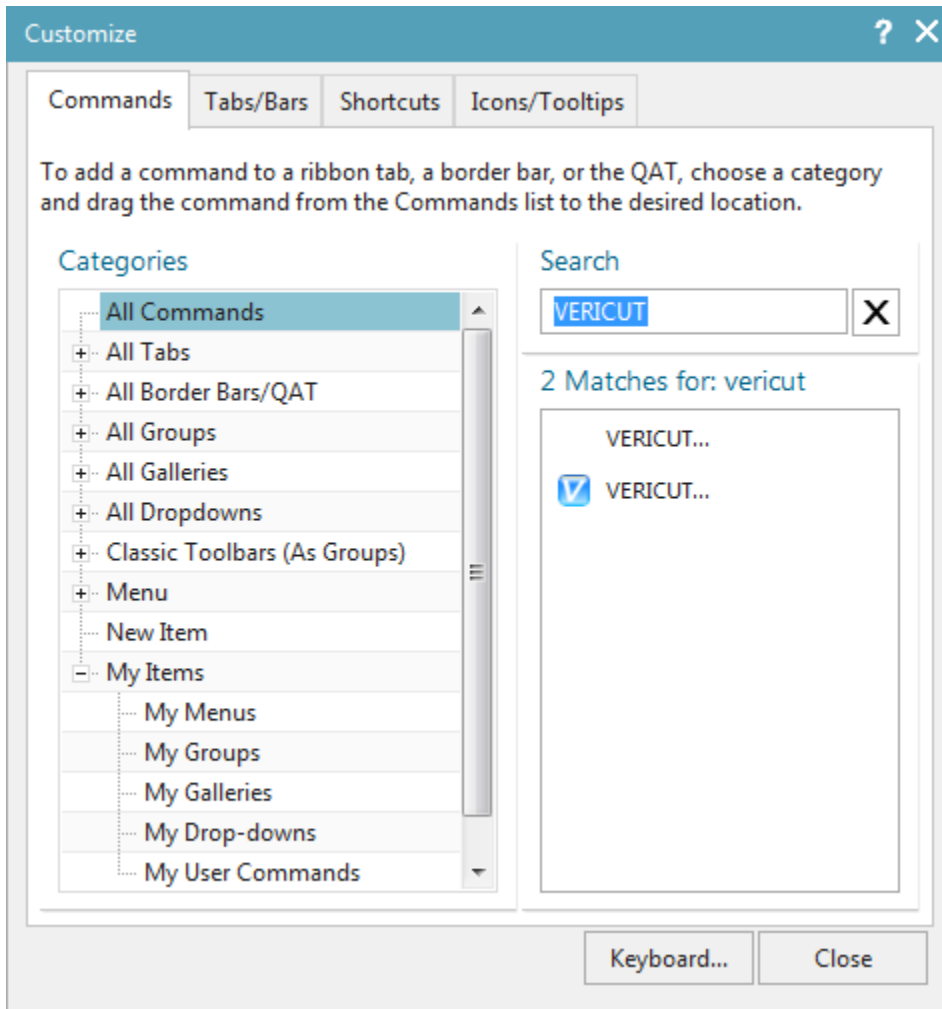 Customize
Commands
Tabs/Bars
Shortcuts
Icons/Tooltips
To add a command to a ribbon tab, a border bar, or the QAT, choose a category
and drag the command from the Commands list to the desired location.
Categories
All Commands
All Tabs
All Border Bars/QAT
All Groups
All Galleries
All Dropdowns
Classic Toolbars (As Groups)
Menu
New Item
My Items
My Menus
My Groups
My Galleries
My Drop-downs
My User Commands
Search
VERICUT
2 Matches for: vericut
VERICUT...
VERICUT...
Keyboard...
Close